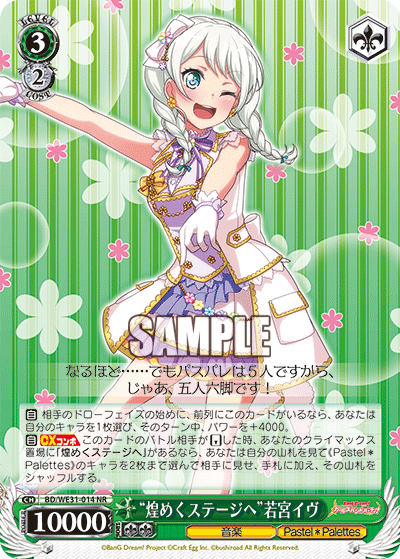 LEVEL
3
2
COST
SAMPLE
なるほど……でもパスパレは5人ですから、
じゃあ、五人六脚です!
【自】 相手のドローフェイズの始めに、前列にこのカードがいるなら、あなたは
自分のキャラを1枚選び、そのターン中、パワーを+4000。
【自】 CXコンボ このカードのバトル相手が【リバース】した時、あなたのクライマックス
置場に「煌めくステージへ」があるなら、あなたは自分の山札を見て《Pastel*
Palettes》のキャラを2枚まで選んで相手に見せ、手札に加え、その山札を
シャッフルする。
CH
BD/WE31-014 NR
10000
“煌めくステージへ”若宮イヴ
音楽
Pastel*Palettes
©BanG Dream! Project ©Craft Egg Inc. ©bushiroad All Rights Reserved.